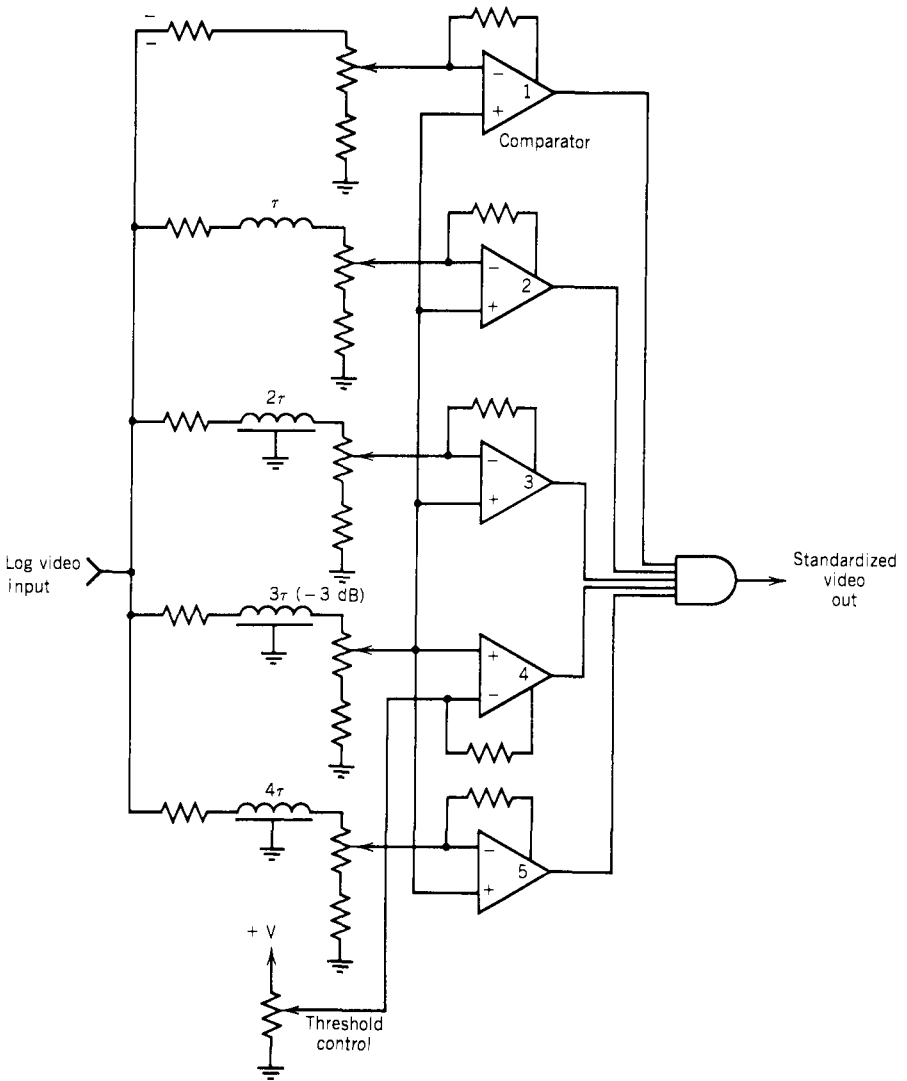 −
−
−
1
+
Comparator
τ
−
2
+
2τ
−
3
+
Log video
input
3τ (−3 dB)
Standardized
video
out
+
4
−
4τ
−
5
+
+ V
Threshold
control